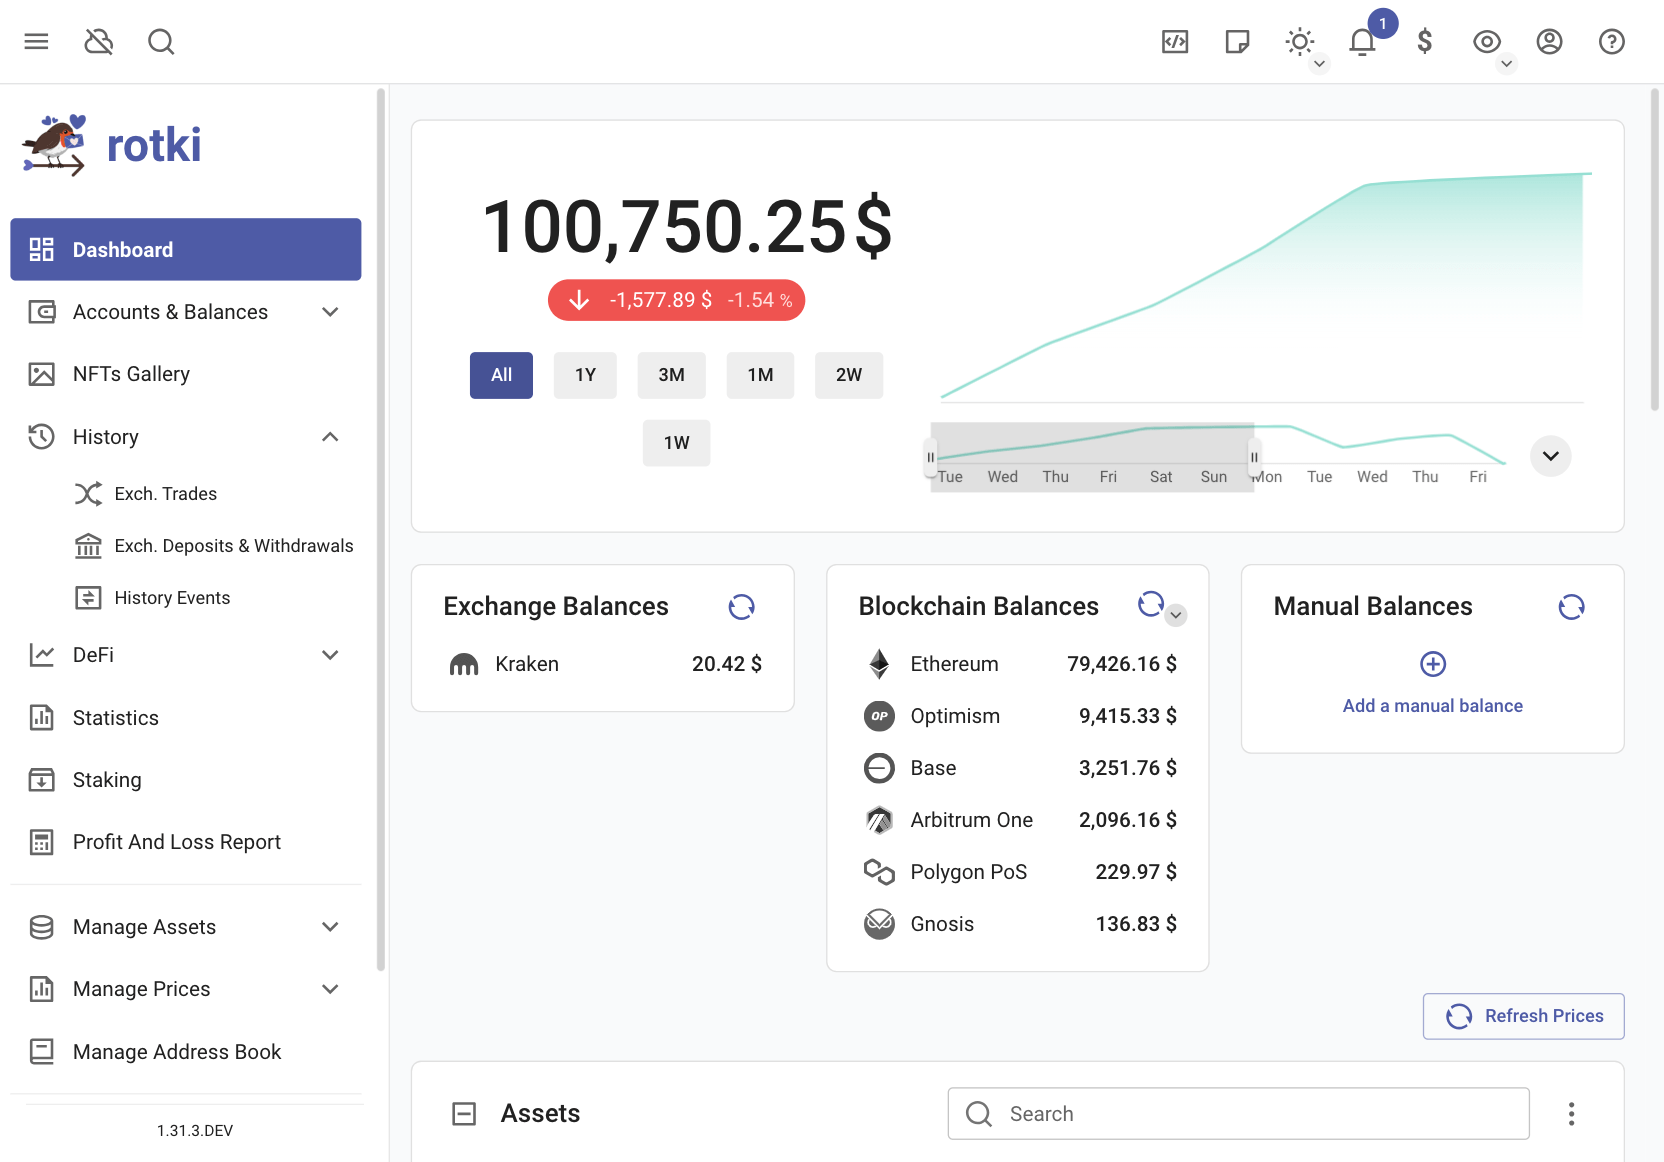 1
rotki
Dashboard
Accounts & Balances
NFTs Gallery
History
Exch. Trades
Exch. Deposits & Withdrawals
History Events
DeFi
Statistics
Staking
Profit And Loss Report
Manage Assets
Manage Prices
Manage Address Book
1.31.3.DEV
100,750.25 $
-1,577.89 $ -1.54 %
All 1Y 3M 1M 2W
1W
Tue Wed Thu Fri Sat Sun Mon Tue Wed Thu Fri
Exchange Balances
Kraken 20.42 $
Blockchain Balances
Ethereum 79,426.16 $
OP Optimism 9,415.33 $
Base 3,251.76 $
Arbitrum One 2,096.16 $
Polygon PoS 229.97 $
Gnosis 136.83 $
Manual Balances
Add a manual balance
Refresh Prices
Assets
Search